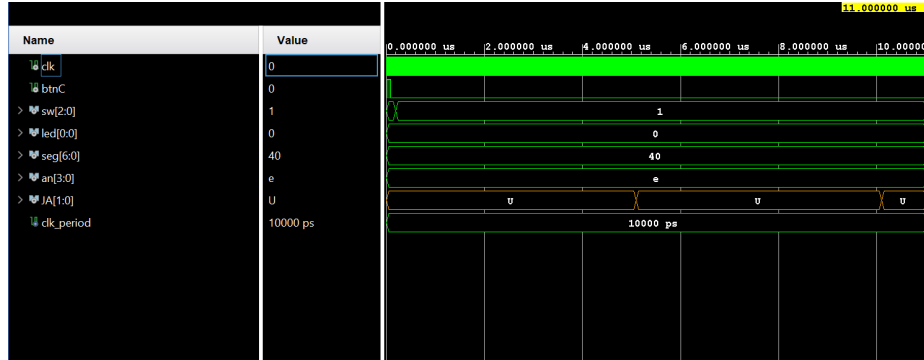 11.000000 us
Name Value
0.000000 us 2.000000 us 4.000000 us 6.000000 us 8.000000 us 10.00000
clk 0
btnC 0
sw[2:0] 1 1
led[0:0] 0 0
seg[6:0] 40 40
an[3:0] e e
JA[1:0] U U U U
clk_period 10000 ps 10000 ps